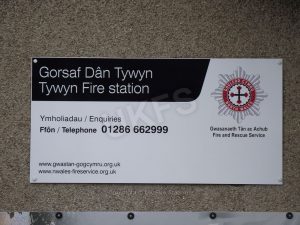 Gorsaf Dân Tywyn
Tywyn Fire station
Ymholiadau / Enquiries
Ffôn / Telephone 01286 662999
www.gwastan-gogcymru.org.uk
www.nwales-fireservice.org.uk
Gwasanaeth Tân ac Achub
Fire and Rescue Service
UKFS